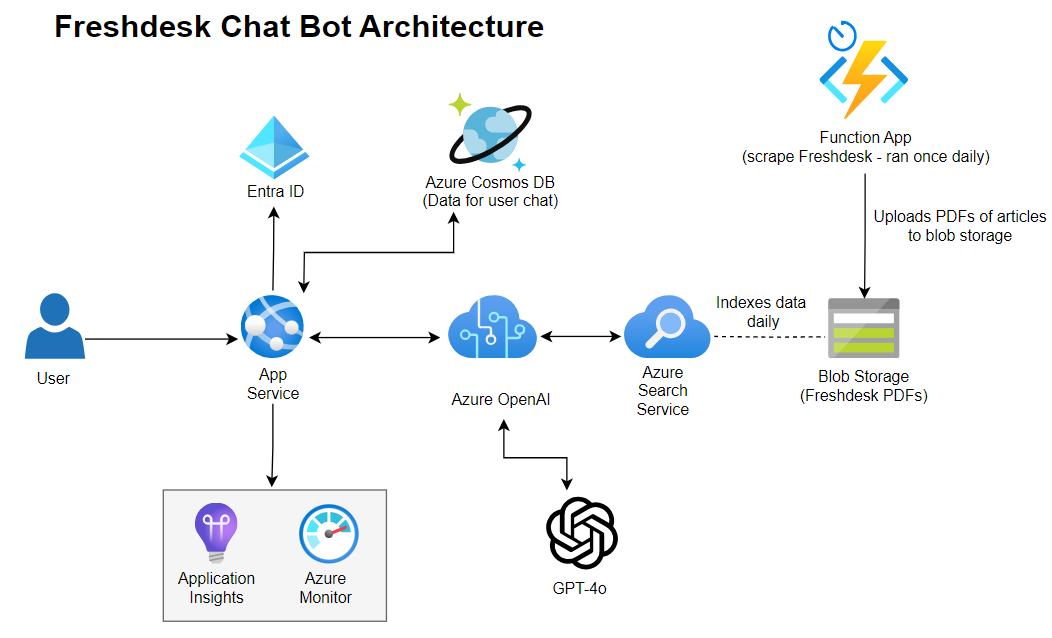 Freshdesk Chat Bot Architecture
Function App
(scrape Freshdesk - ran once daily)
Entra ID
Azure Cosmos DB
(Data for user chat)
Uploads PDFs of articles
to blob storage
Indexes data
daily
User
App
Service
Azure OpenAI
Azure
Search
Service
Blob Storage
(Freshdesk PDFs)
Application
Insights
Azure
Monitor
GPT-4o